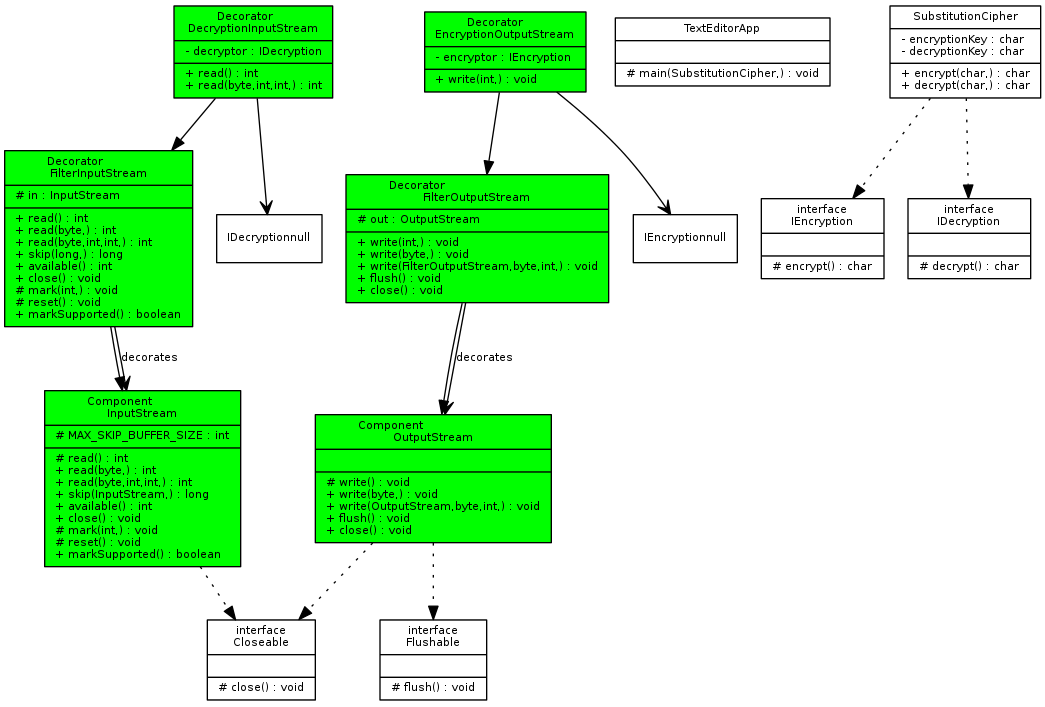 Decorator
DecryptionInputStream
- decryptor : IDecryption
+ read() : int
+ read(byte,int,int,) : int
Decorator
EncryptionOutputStream
- encryptor : IEncryption
+ write(int,) : void
TextEditorApp
# main(SubstitutionCipher,) : void
SubstitutionCipher
- encryptionKey : char
- decryptionKey : char
+ encrypt(char,) : char
+ decrypt(char,) : char
Decorator
FilterInputStream
# in : InputStream
+ read() : int
+ read(byte,) : int
+ read(byte,int,int,) : int
+ skip(long,) : long
+ available() : int
+ close() : void
# mark(int,) : void
# reset() : void
+ markSupported() : boolean
IDecryptionnull
Decorator
FilterOutputStream
# out : OutputStream
+ write(int,) : void
+ write(byte,) : void
+ write(FilterOutputStream,byte,int,) : void
+ flush() : void
+ close() : void
IEncryptionnull
interface
IEncryption
# encrypt() : char
interface
IDecryption
# decrypt() : char
decorates
decorates
Component
InputStream
# MAX_SKIP_BUFFER_SIZE : int
# read() : int
+ read(byte,) : int
+ read(byte,int,int,) : int
+ skip(InputStream,) : long
+ available() : int
+ close() : void
# mark(int,) : void
# reset() : void
+ markSupported() : boolean
Component
OutputStream
# write() : void
+ write(byte,) : void
+ write(OutputStream,byte,int,) : void
+ flush() : void
+ close() : void
interface
Closeable
# close() : void
interface
Flushable
# flush() : void